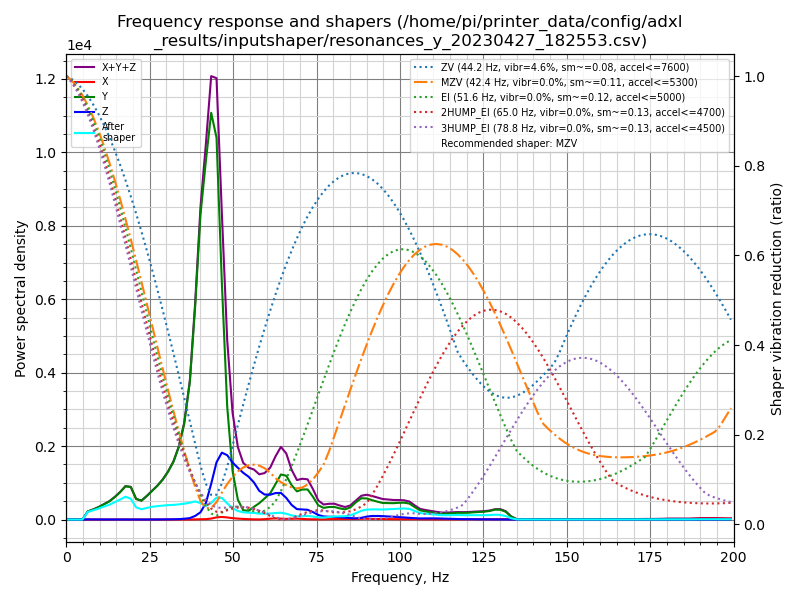 Frequency response and shapers (/home/pi/printer_data/config/adxl
_results/inputshaper/resonances_y_20230427_182553.csv)
1e4
X+Y+Z
X
Y
Z
After
shaper
ZV (44.2 Hz, vibr=4.6%, sm~=0.08, accel<=7600)
MZV (42.4 Hz, vibr=0.0%, sm~=0.11, accel<=5300)
EI (51.6 Hz, vibr=0.0%, sm~=0.12, accel<=5000)
2HUMP_EI (65.0 Hz, vibr=0.0%, sm~=0.13, accel<=4700)
3HUMP_EI (78.8 Hz, vibr=0.0%, sm~=0.13, accel<=4500)
Recommended shaper: MZV
Power spectral density
1.2
1.0
0.8
0.6
0.4
0.2
0.0
1.0
0.8
0.6
0.4
0.2
0.0
Shaper vibration reduction (ratio)
0 25 50 75 100 125 150 175 200
Frequency, Hz